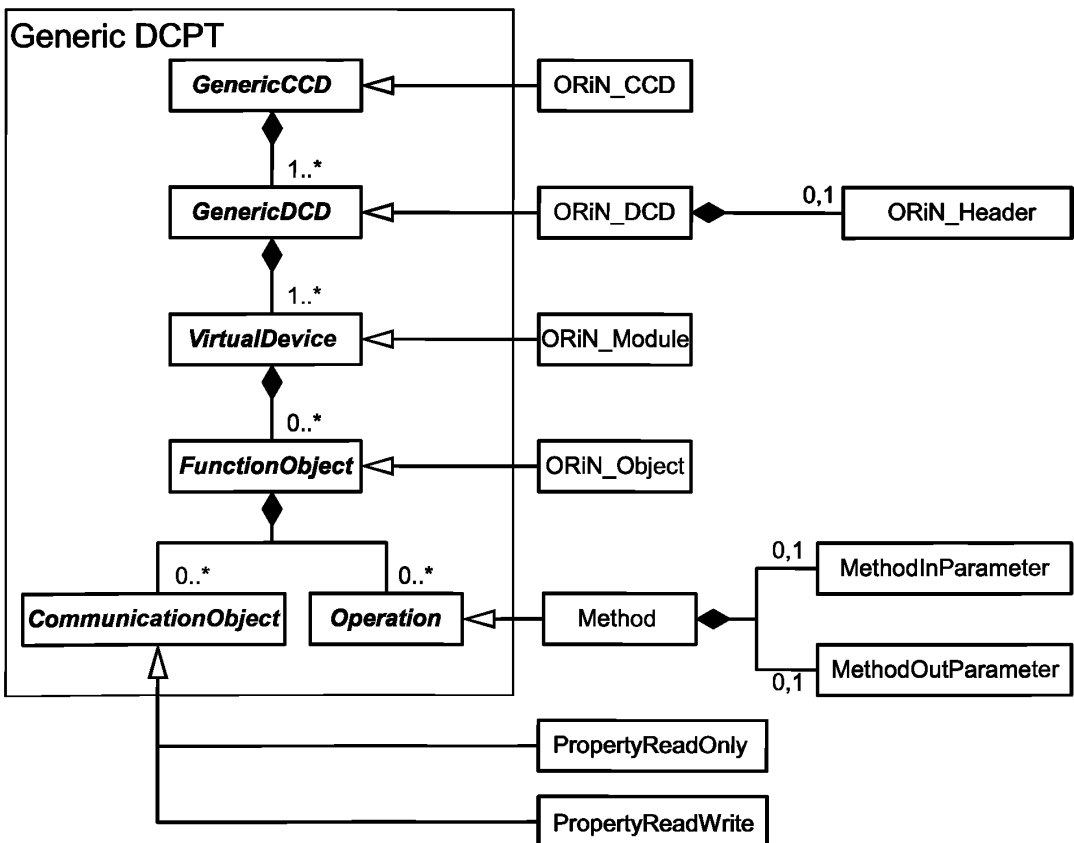 Generic DCPT
GenericCCD
ORiN_CCD
1..*
GenericDCD
ORiN_DCD
0,1
ORiN_Header
1..*
VirtualDevice
ORiN_Module
0..*
FunctionObject
ORiN_Object
0..*
0..*
CommunicationObject
Operation
Method
0,1
MethodInParameter
0,1
MethodOutParameter
PropertyReadOnly
PropertyReadWrite